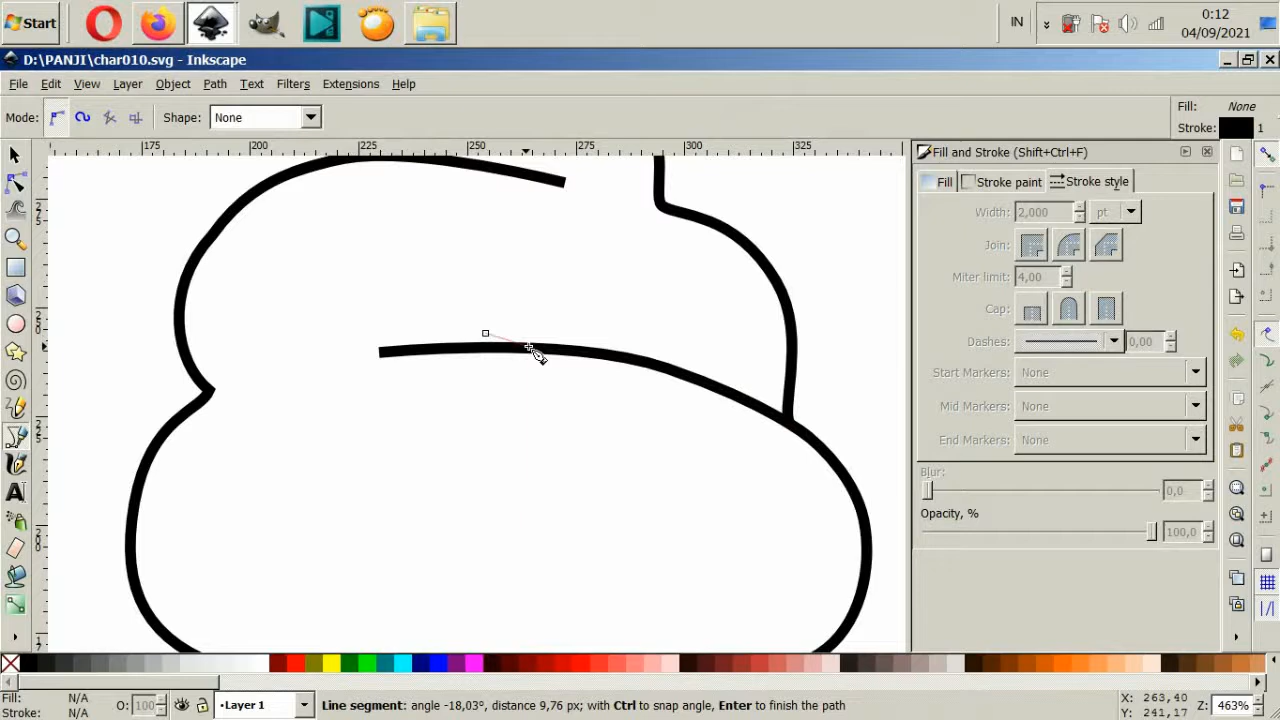 Start
IN
0:12
04/09/2021
D:\PANJI\char010.svg - Inkscape
File Edit View Layer Object Path Text Filters Extensions Help
Mode:
Shape:
None
Fill:
None
Stroke:
1
175 200 225 250 275 300 325
Fill and Stroke (Shift+Ctrl+F)
Fill
Stroke paint
Stroke style
Width:
2,000
pt
Join:
Miter limit:
4,00
Cap:
Dashes:
0,00
Start Markers:
None
Mid Markers:
None
End Markers:
None
Blur:
0,0
Opacity, %
100,0
Fill: N/A
Stroke: N/A
O: 100
Layer 1
Line segment: angle -18,03°, distance 9,76 px; with Ctrl to snap angle, Enter to finish the path
X: 263,40
Y: 241,17
Z: 463%